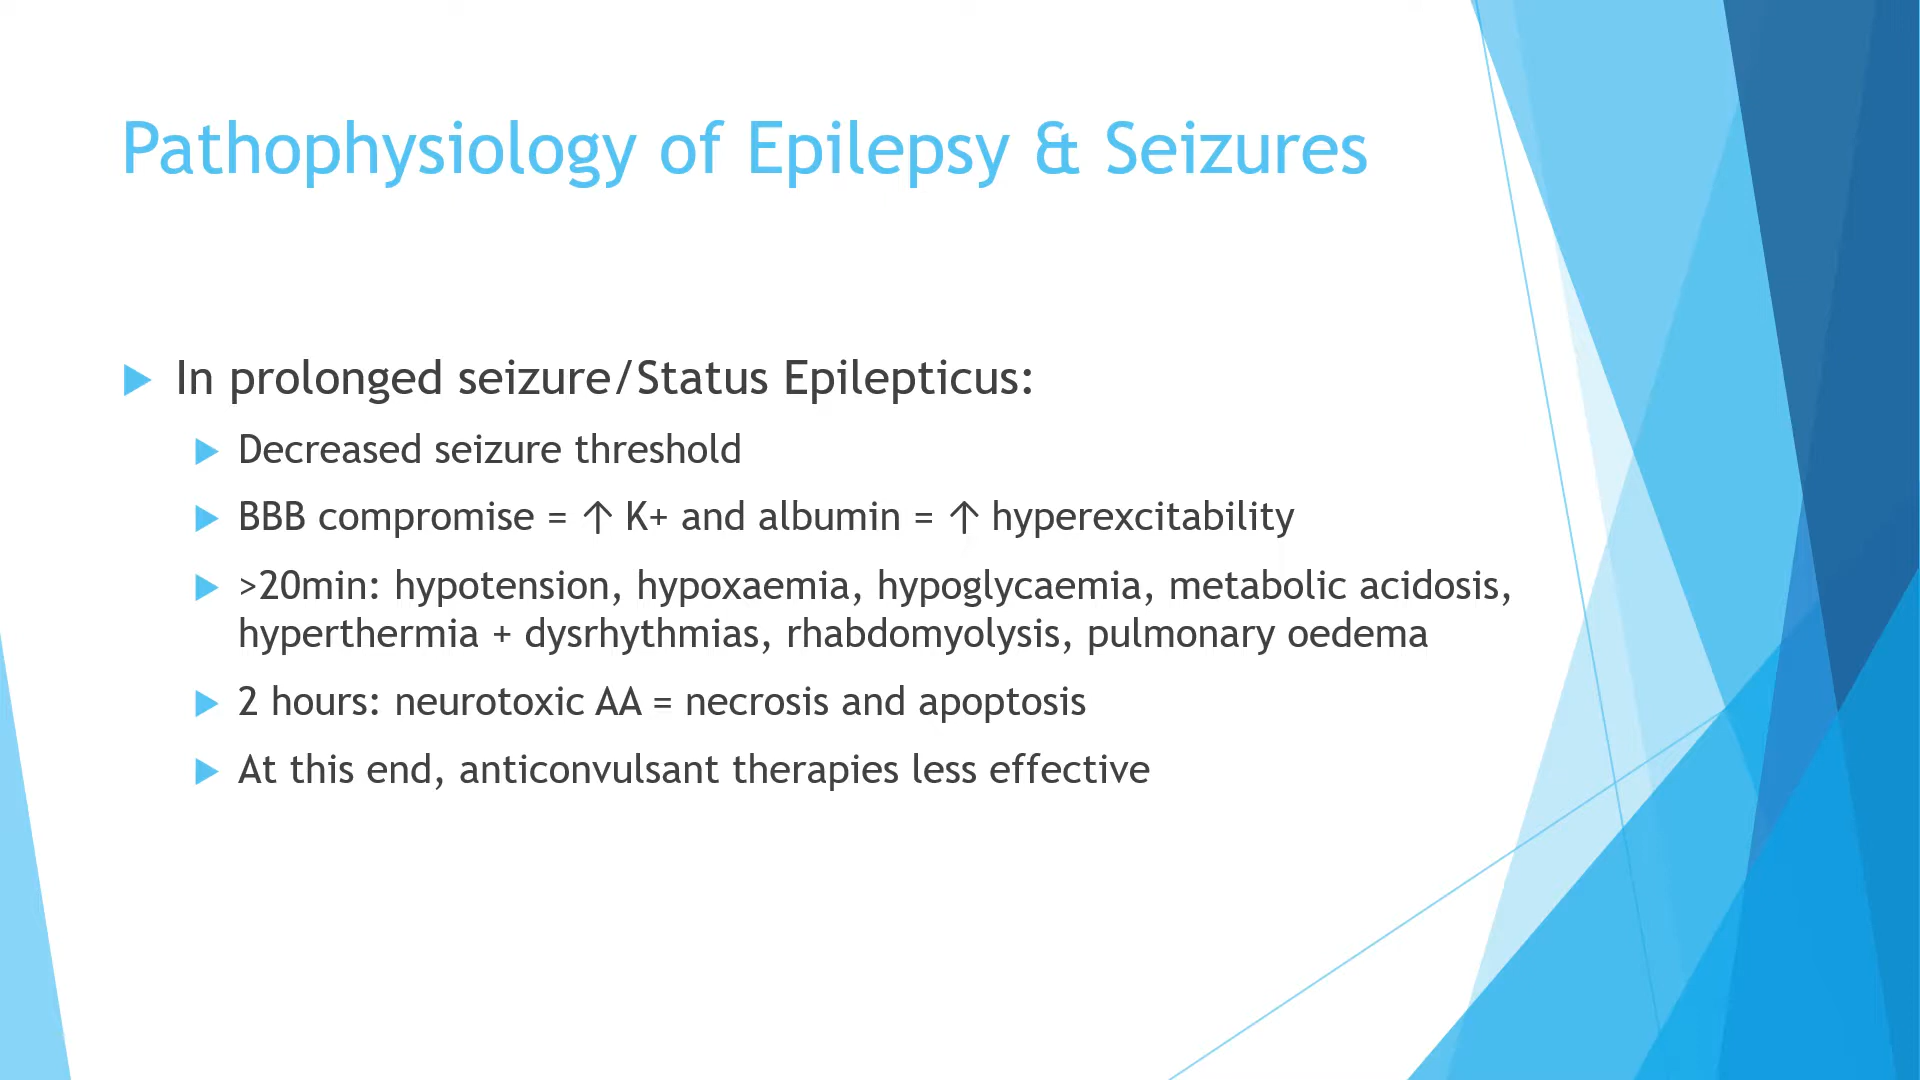 Pathophysiology of Epilepsy & Seizures
In prolonged seizure/Status Epilepticus:
Decreased seizure threshold
BBB compromise = ↑ K+ and albumin = ↑ hyperexcitability
>20min: hypotension, hypoxaemia, hypoglycaemia, metabolic acidosis,
hyperthermia + dysrhythmias, rhabdomyolysis, pulmonary oedema
2 hours: neurotoxic AA = necrosis and apoptosis
At this end, anticonvulsant therapies less effective